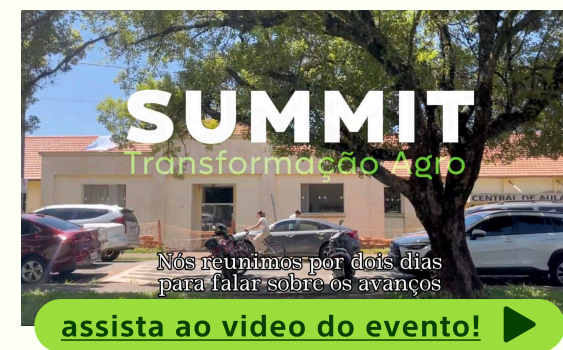 SUMMIT
Transformação Agro
CENTRAL DE AULA
Nós reunimos por dois dias
para falar sobre os avanços
assista ao video do evento!